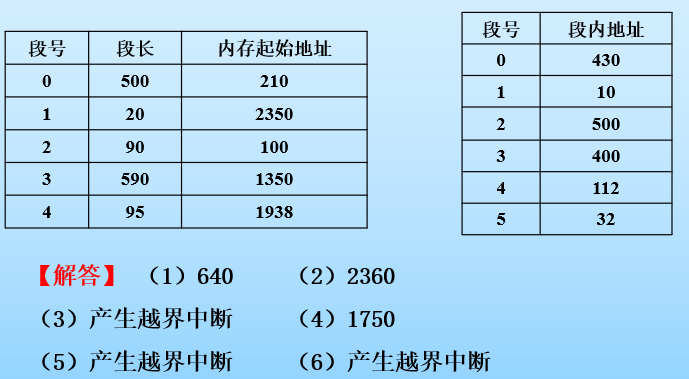 段号 段长 内存起始地址
0 500 210
1 20 2350
2 90 100
3 590 1350
4 95 1938
段号 段内地址
0 430
1 10
2 500
3 400
4 112
5 32
【解答】 （1）640 （2）2360
（3）产生越界中断 （4）1750
（5）产生越界中断 （6）产生越界中断